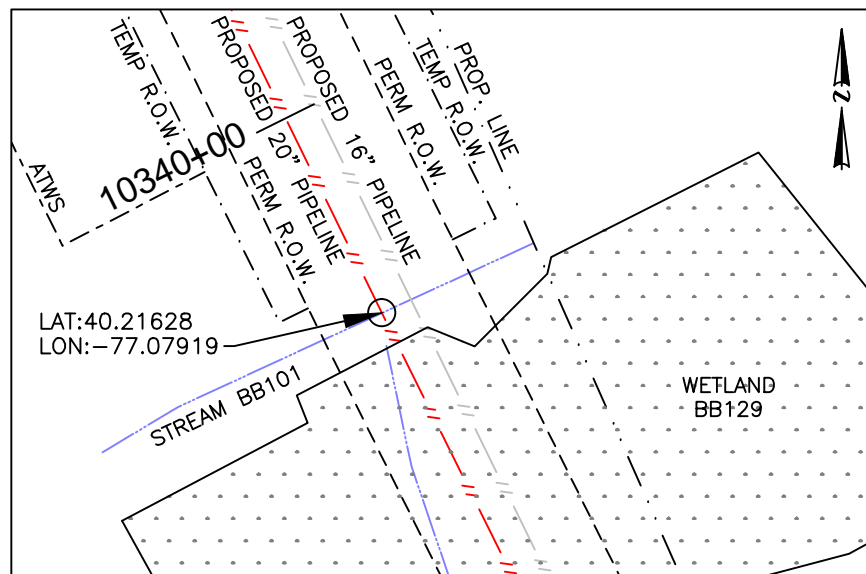 TEMP R.O.W.
PROPOSED 20" PIPELINE
PROPOSED 16" PIPELINE
PERM R.O.W.
TEMP R.O.W.
PROP. LINE
N
ATWS
10340+00
PERM R.O.W.
LAT:40.21628
LON:-77.07919
STREAM BB101
WETLAND
BB129